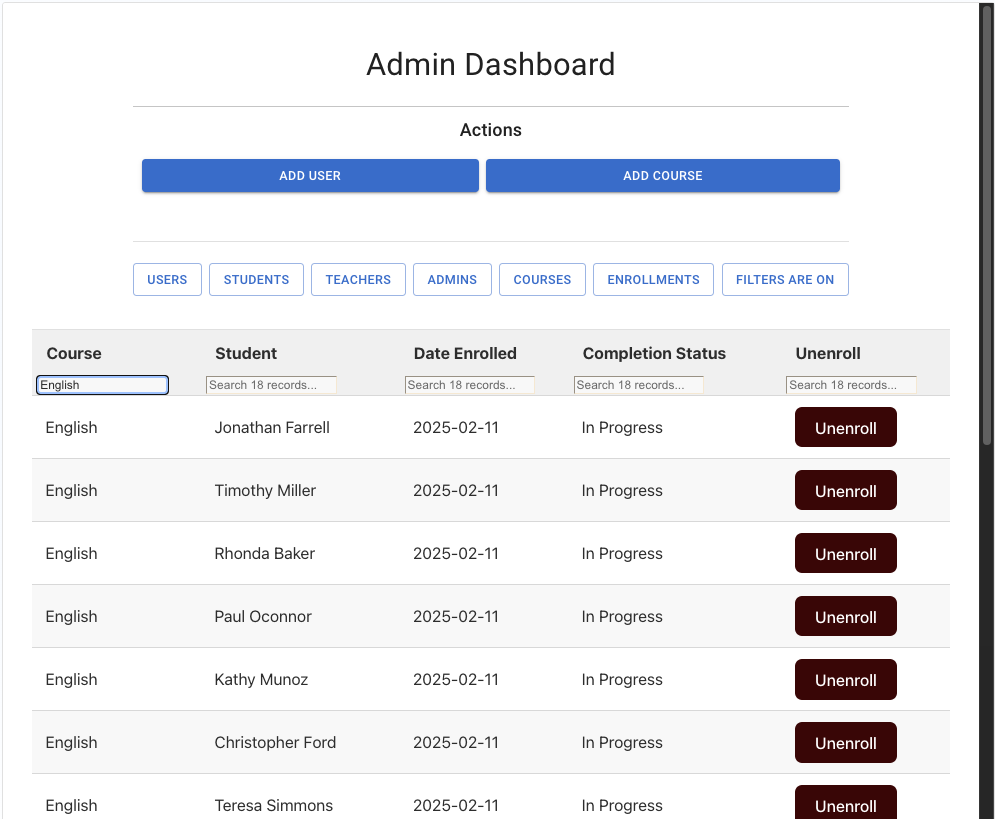 Admin Dashboard
Actions
ADD USER ADD COURSE
USERS STUDENTS TEACHERS ADMINS COURSES ENROLLMENTS FILTERS ARE ON
Course Student Date Enrolled Completion Status Unenroll
English Search 18 records... Search 18 records... Search 18 records... Search 18 records...
English Jonathan Farrell 2025-02-11 In Progress Unenroll
English Timothy Miller 2025-02-11 In Progress Unenroll
English Rhonda Baker 2025-02-11 In Progress Unenroll
English Paul Oconnor 2025-02-11 In Progress Unenroll
English Kathy Munoz 2025-02-11 In Progress Unenroll
English Christopher Ford 2025-02-11 In Progress Unenroll
English Teresa Simmons 2025-02-11 In Progress Unenroll